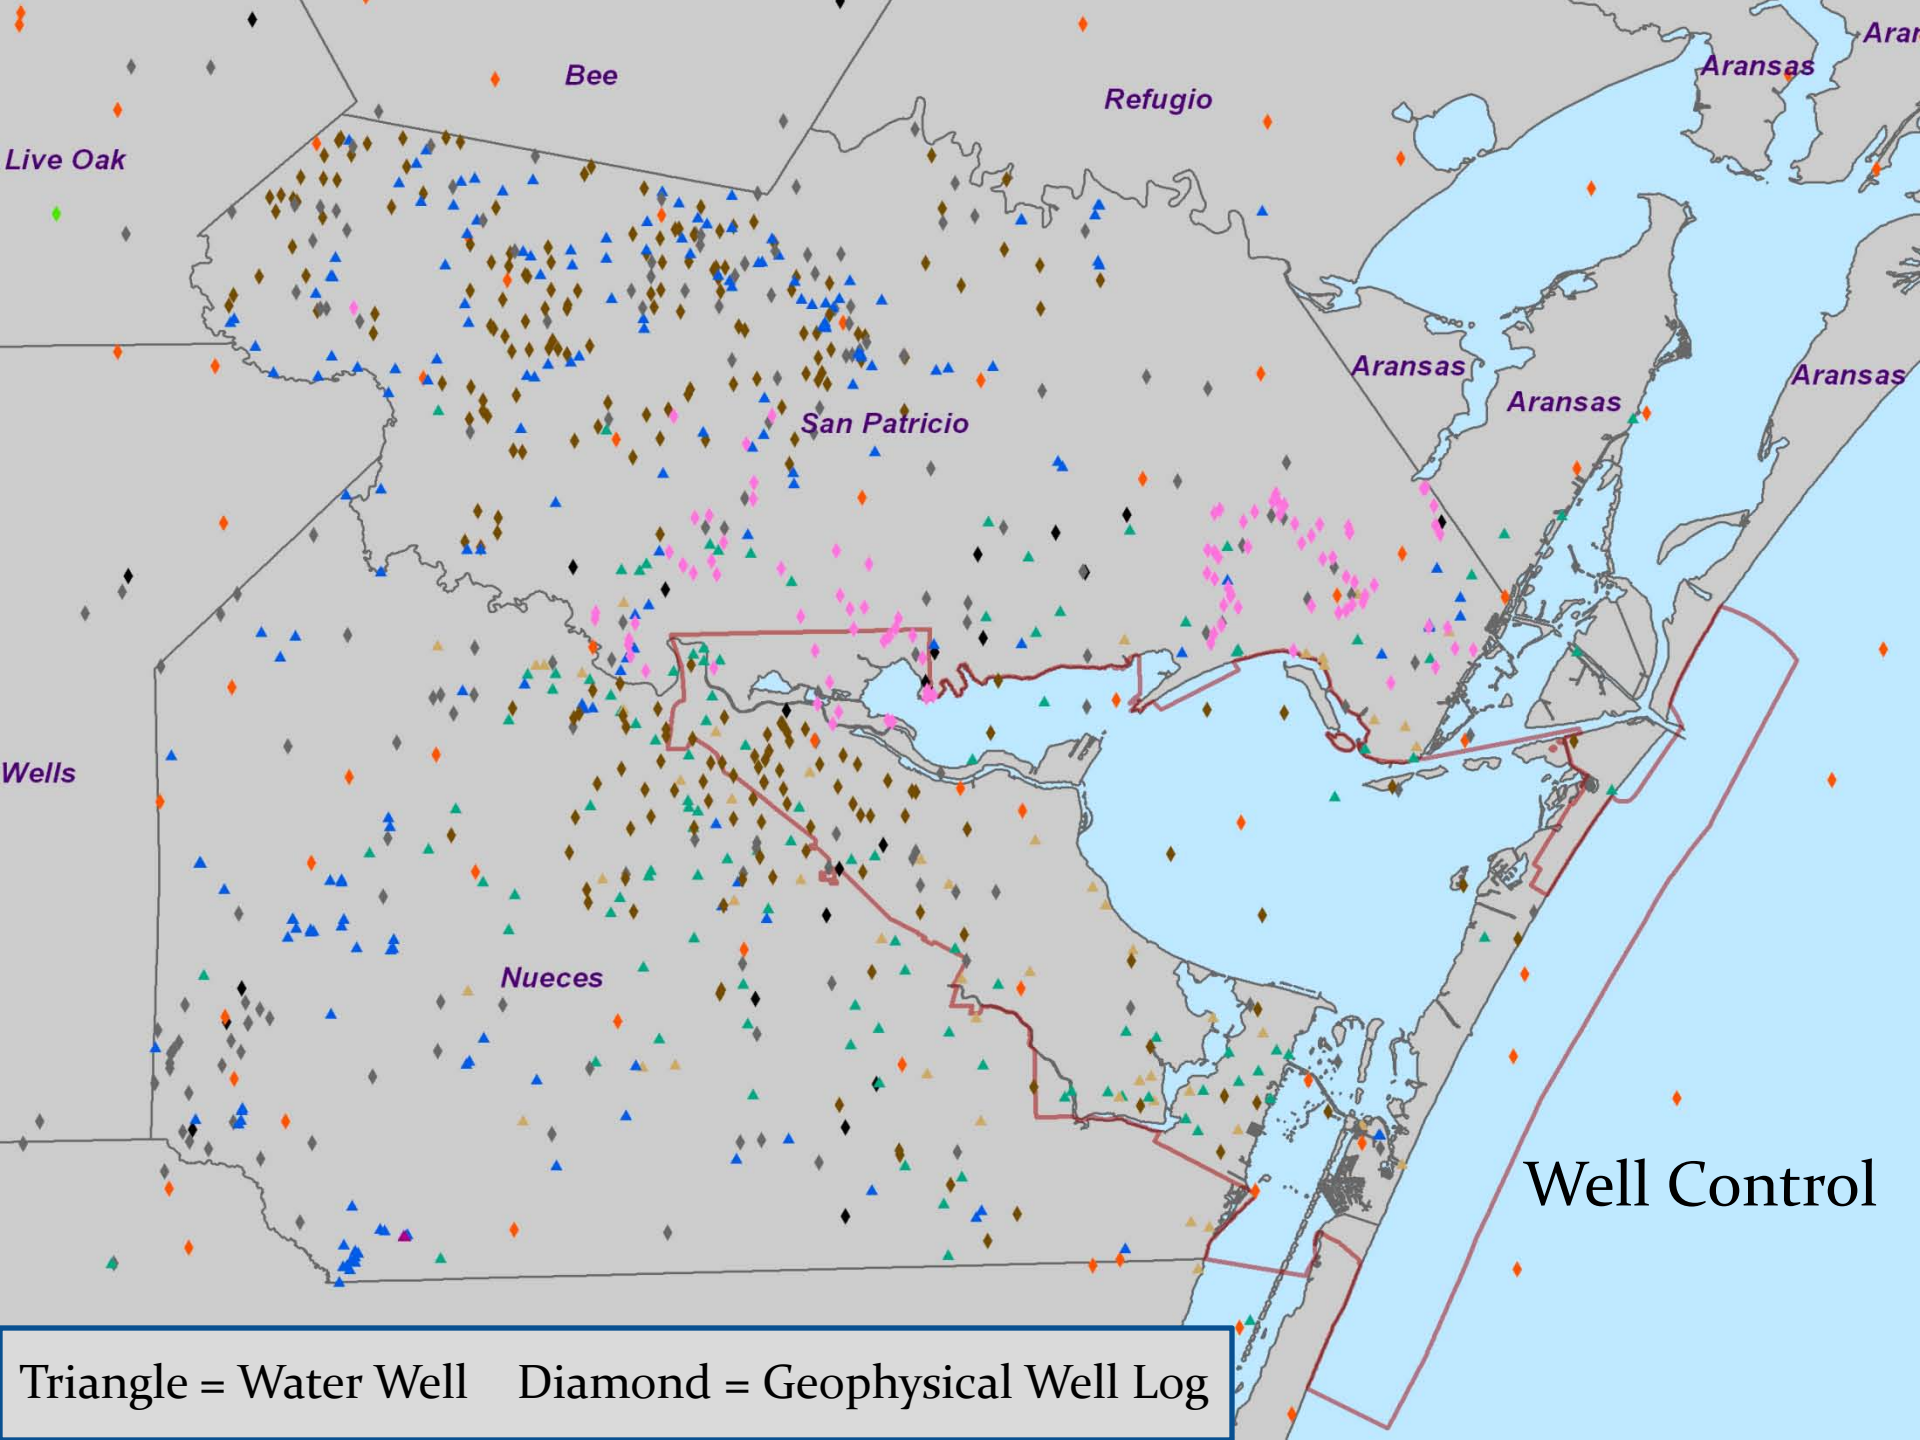 Aran
Aransas
Bee
Refugio
Live Oak
Aransas
Aransas
Aransas
San Patricio
Wells
Nueces
Well Control
Triangle = Water Well Diamond = Geophysical Well Log